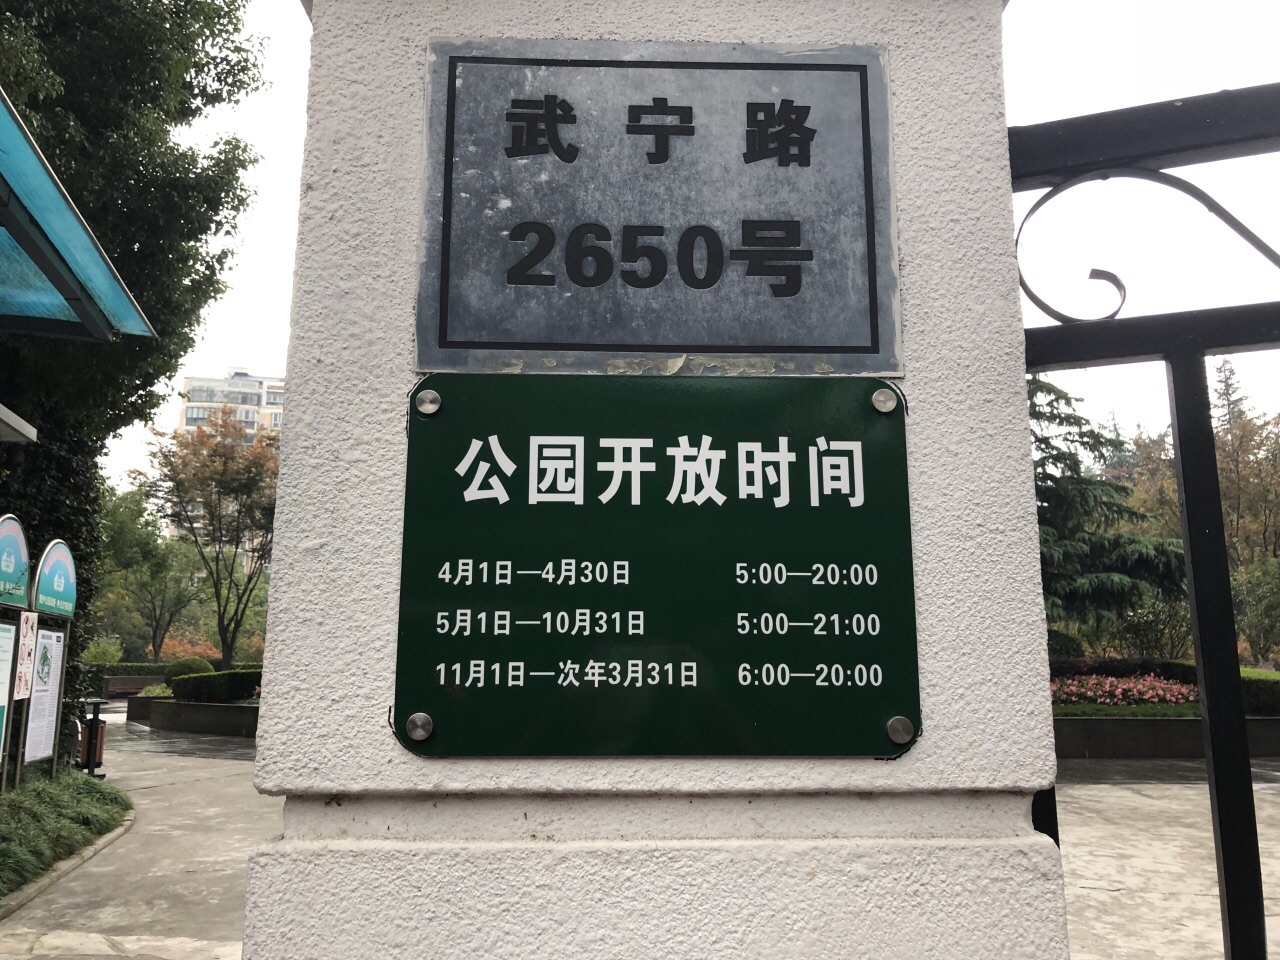 武宁路
2650号
公园开放时间
4月1日—4月30日 5:00—20:00
5月1日—10月31日 5:00—21:00
11月1日—次年3月31日 6:00—20:00